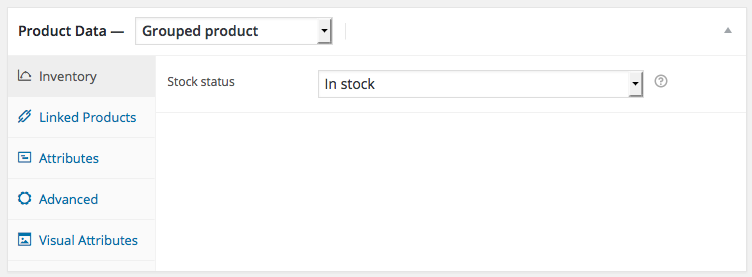 Product Data — Grouped product
Inventory
Stock status In stock
Linked Products
Attributes
Advanced
Visual Attributes